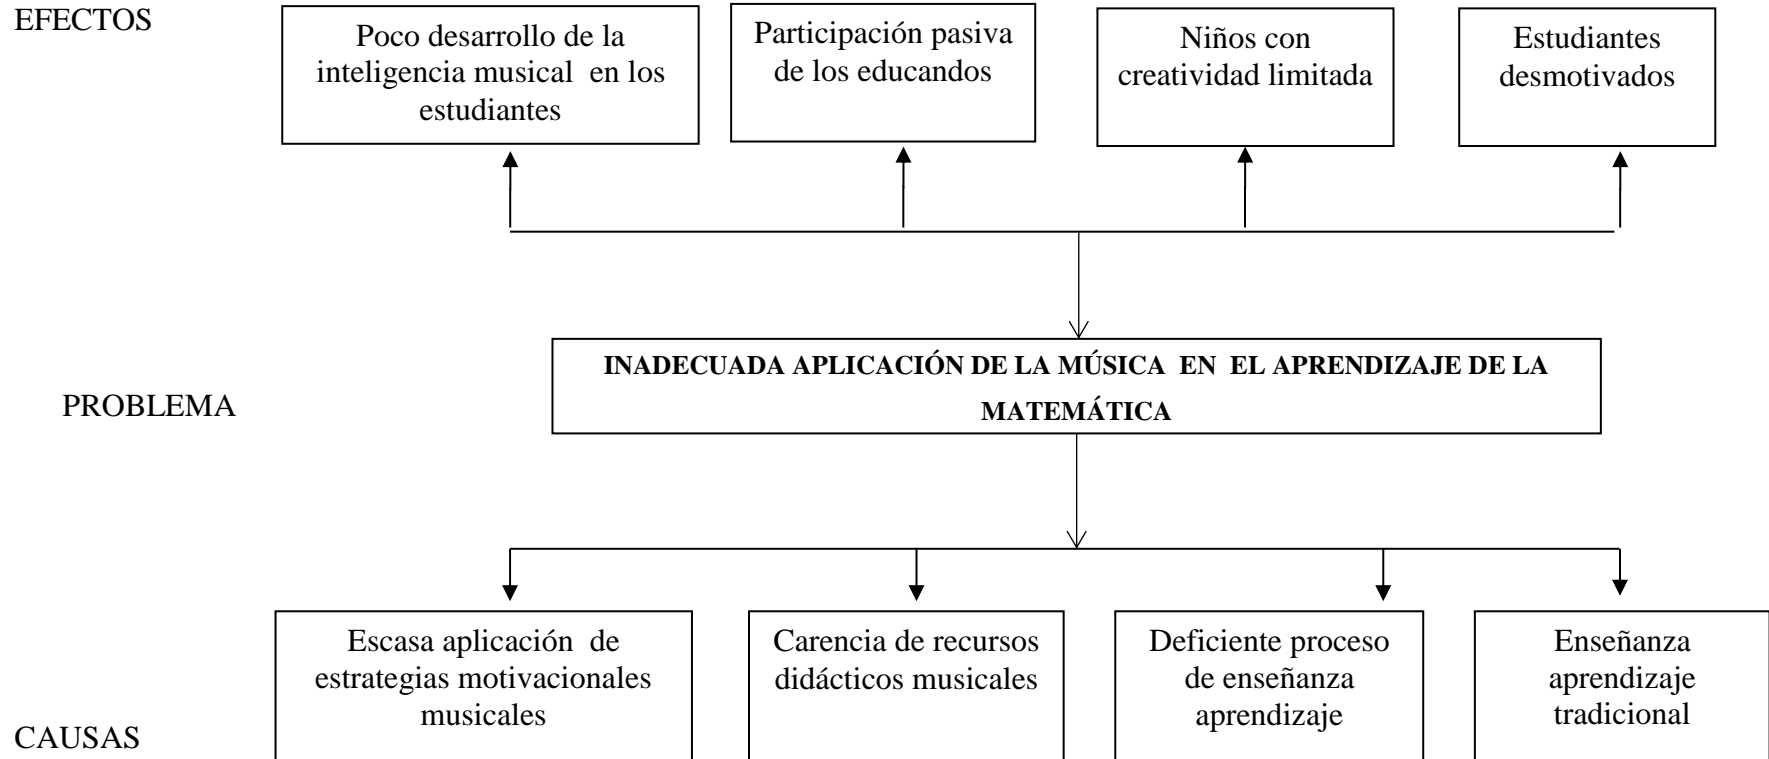 EFECTOS
Poco desarrollo de la
inteligencia musical en los
estudiantes
Participación pasiva
de los educandos
Niños con
creatividad limitada
Estudiantes
desmotivados
PROBLEMA
INADECUADA APLICACIÓN DE LA MÚSICA EN EL APRENDIZAJE DE LA
MATEMÁTICA
CAUSAS
Escasa aplicación de
estrategias motivacionales
musicales
Carencia de recursos
didácticos musicales
Deficiente proceso
de enseñanza
aprendizaje
Enseñanza
aprendizaje
tradicional